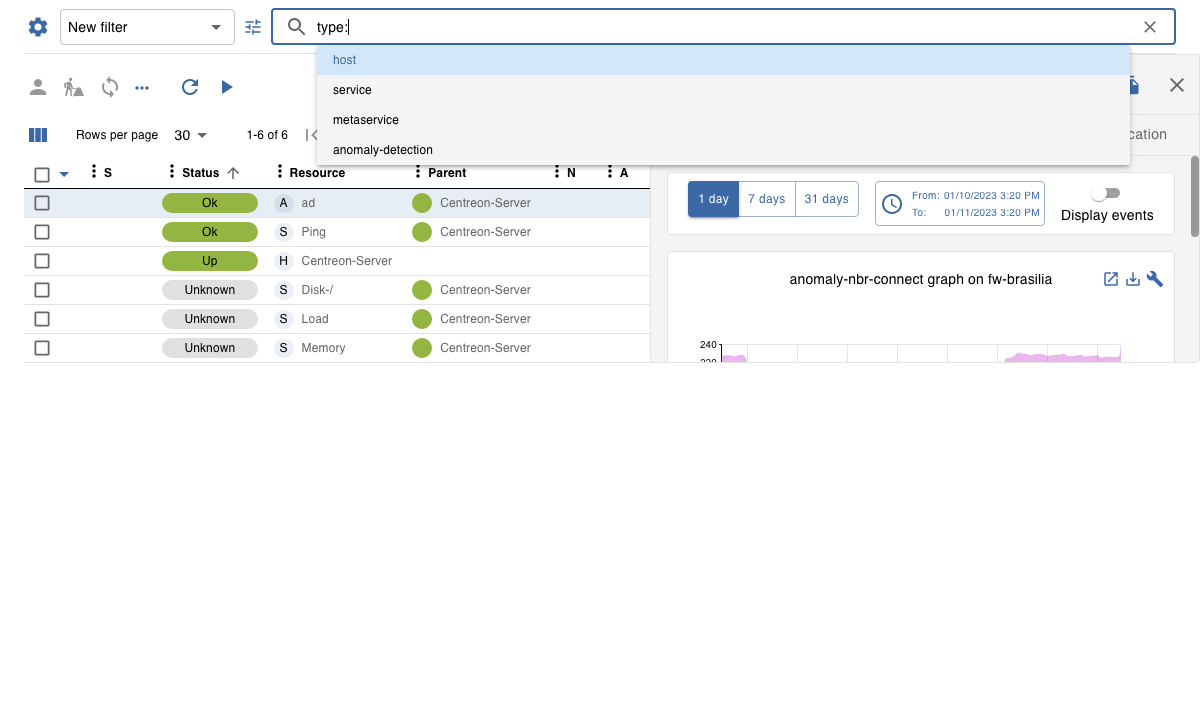 New filter
type:
host
service
metaservice
anomaly-detection
Rows per page 30 1-6 of 6
S Status Resource Parent N A
Ok A ad Centreon-Server
Ok S Ping Centreon-Server
Up H Centreon-Server
Unknown S Disk-/ Centreon-Server
Unknown S Load Centreon-Server
Unknown S Memory Centreon-Server
1 day 7 days 31 days
From: 01/10/2023 3:20 PM
To: 01/11/2023 3:20 PM
Display events
anomaly-nbr-connect graph on fw-brasilia
240